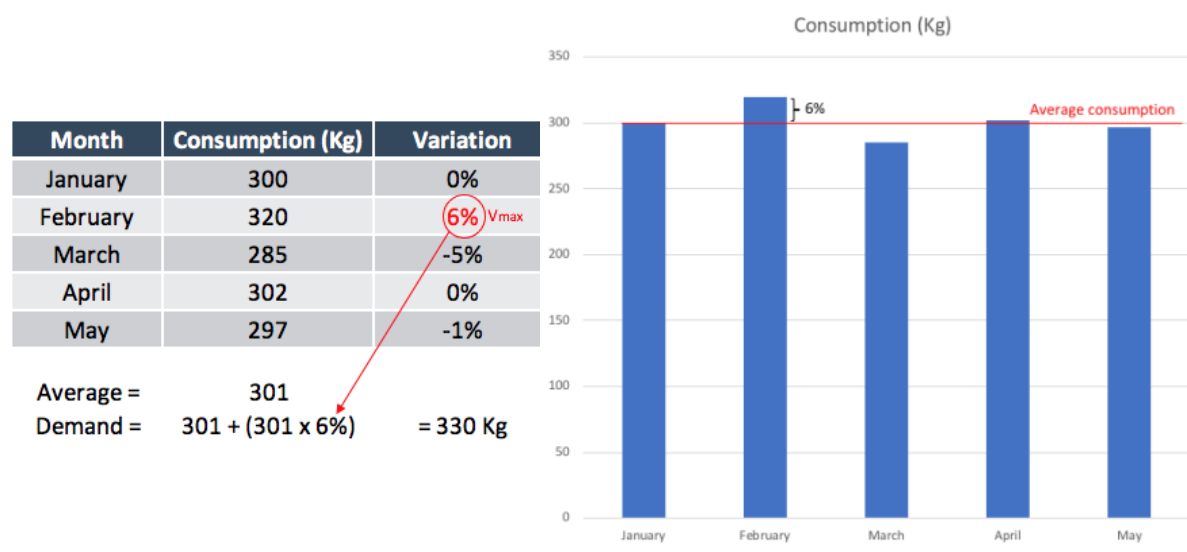 Month Consumption (Kg) Variation
January 300 0%
February 320 6% Vmax
March 285 -5%
April 302 0%
May 297 -1%
Average = 301
Demand = 301 + (301 x 6%) = 330 Kg
Consumption (Kg)
350
6%
Average consumption
300
250
200
150
100
50
0
January February March April May